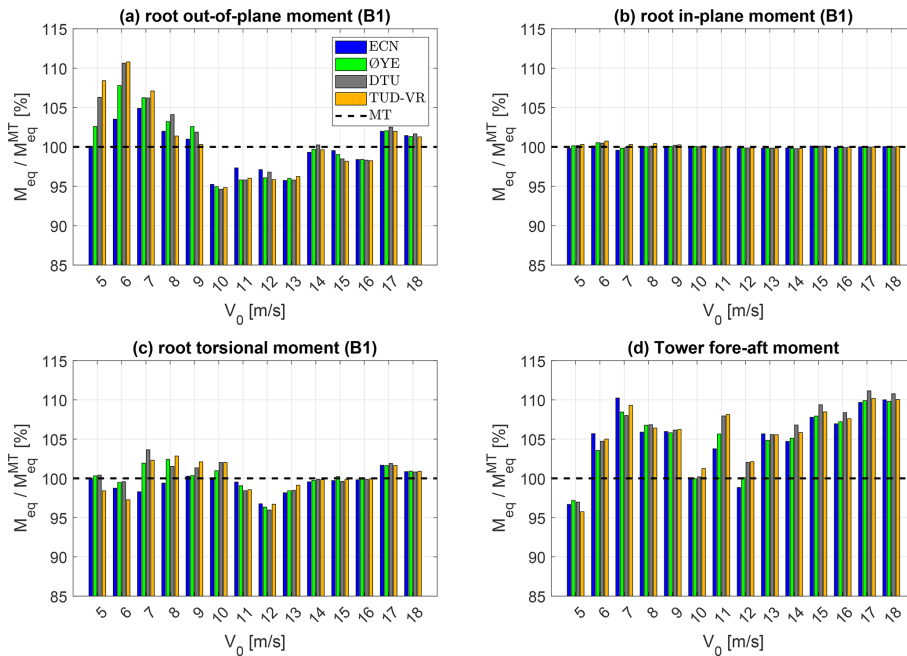 (a) root out-of-plane moment (B1)
115
110
105
100
95
90
85
M_eq / M_eq^MT [%]
5 6 7 8 9 10 11 12 13 14 15 16 17 18
V_0 [m/s]
ECN
ØYE
DTU
TUD-VR
MT
(b) root in-plane moment (B1)
115
110
105
100
95
90
85
M_eq / M_eq^MT [%]
5 6 7 8 9 10 11 12 13 14 15 16 17 18
V_0 [m/s]
(c) root torsional moment (B1)
115
110
105
100
95
90
85
M_eq / M_eq^MT [%]
5 6 7 8 9 10 11 12 13 14 15 16 17 18
V_0 [m/s]
(d) Tower fore-aft moment
115
110
105
100
95
90
85
M_eq / M_eq^MT [%]
5 6 7 8 9 10 11 12 13 14 15 16 17 18
V_0 [m/s]